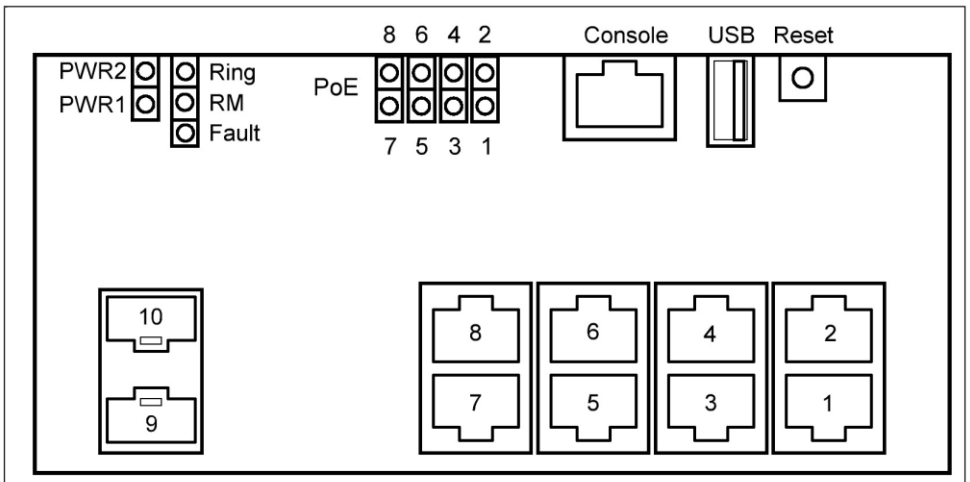 8 6 4 2 Console USB Reset
PWR2 Ring
PoE
PWR1 RM
Fault
7 5 3 1
10 8 6 4 2
9 7 5 3 1